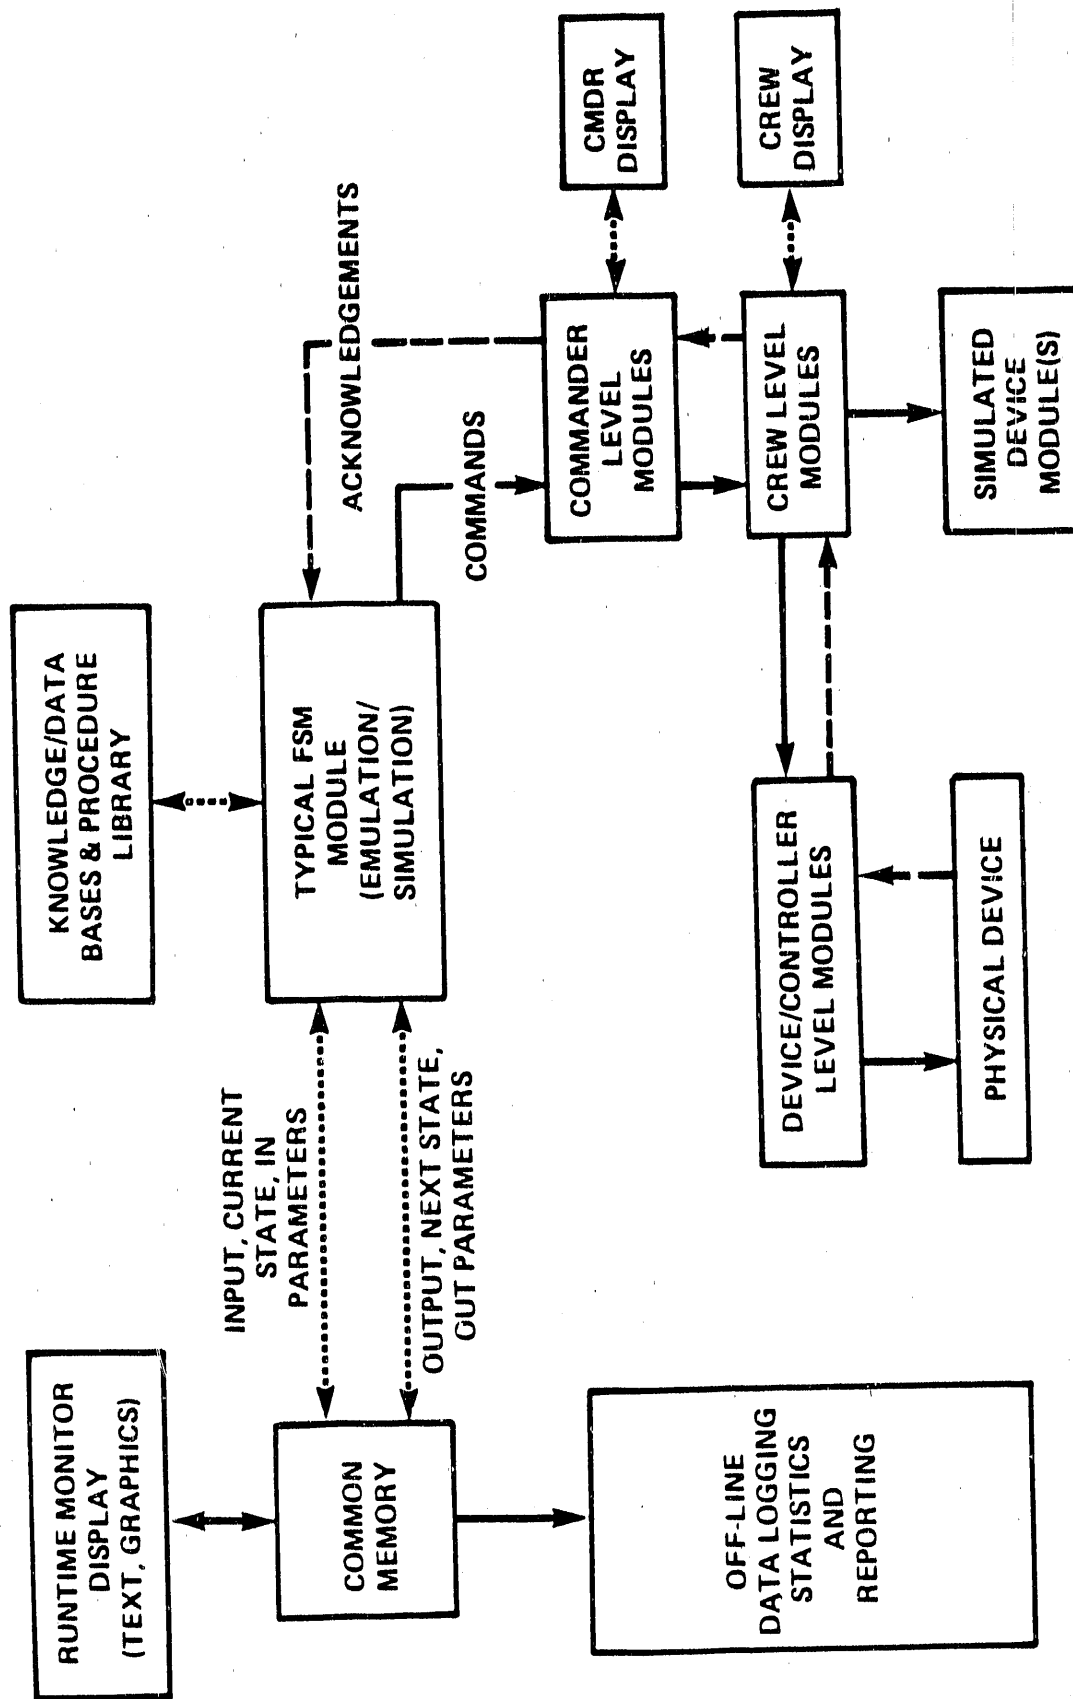 RUNTIME MONITOR
DISPLAY
(TEXT, GRAPHICS)
KNOWLEDGE/DATA
BASES & PROCEDURE
LIBRARY
INPUT, CURRENT
STATE, IN
PARAMETERS
COMMON
MEMORY
TYPICAL FSM
MODULE
(EMULATION/
SIMULATION)
ACKNOWLEDGEMENTS
OUTPUT, NEXT STATE,
OUT PARAMETERS
COMMANDS
COMMANDER
LEVEL
MODULES
CMDR
DISPLAY
OFF-LINE
DATA LOGGING
STATISTICS
AND
REPORTING
DEVICE/CONTROLLER
LEVEL MODULES
CREW LEVEL
MODULES
CREW
DISPLAY
PHYSICAL DEVICE
SIMULATED
DEVICE
MODULE(S)